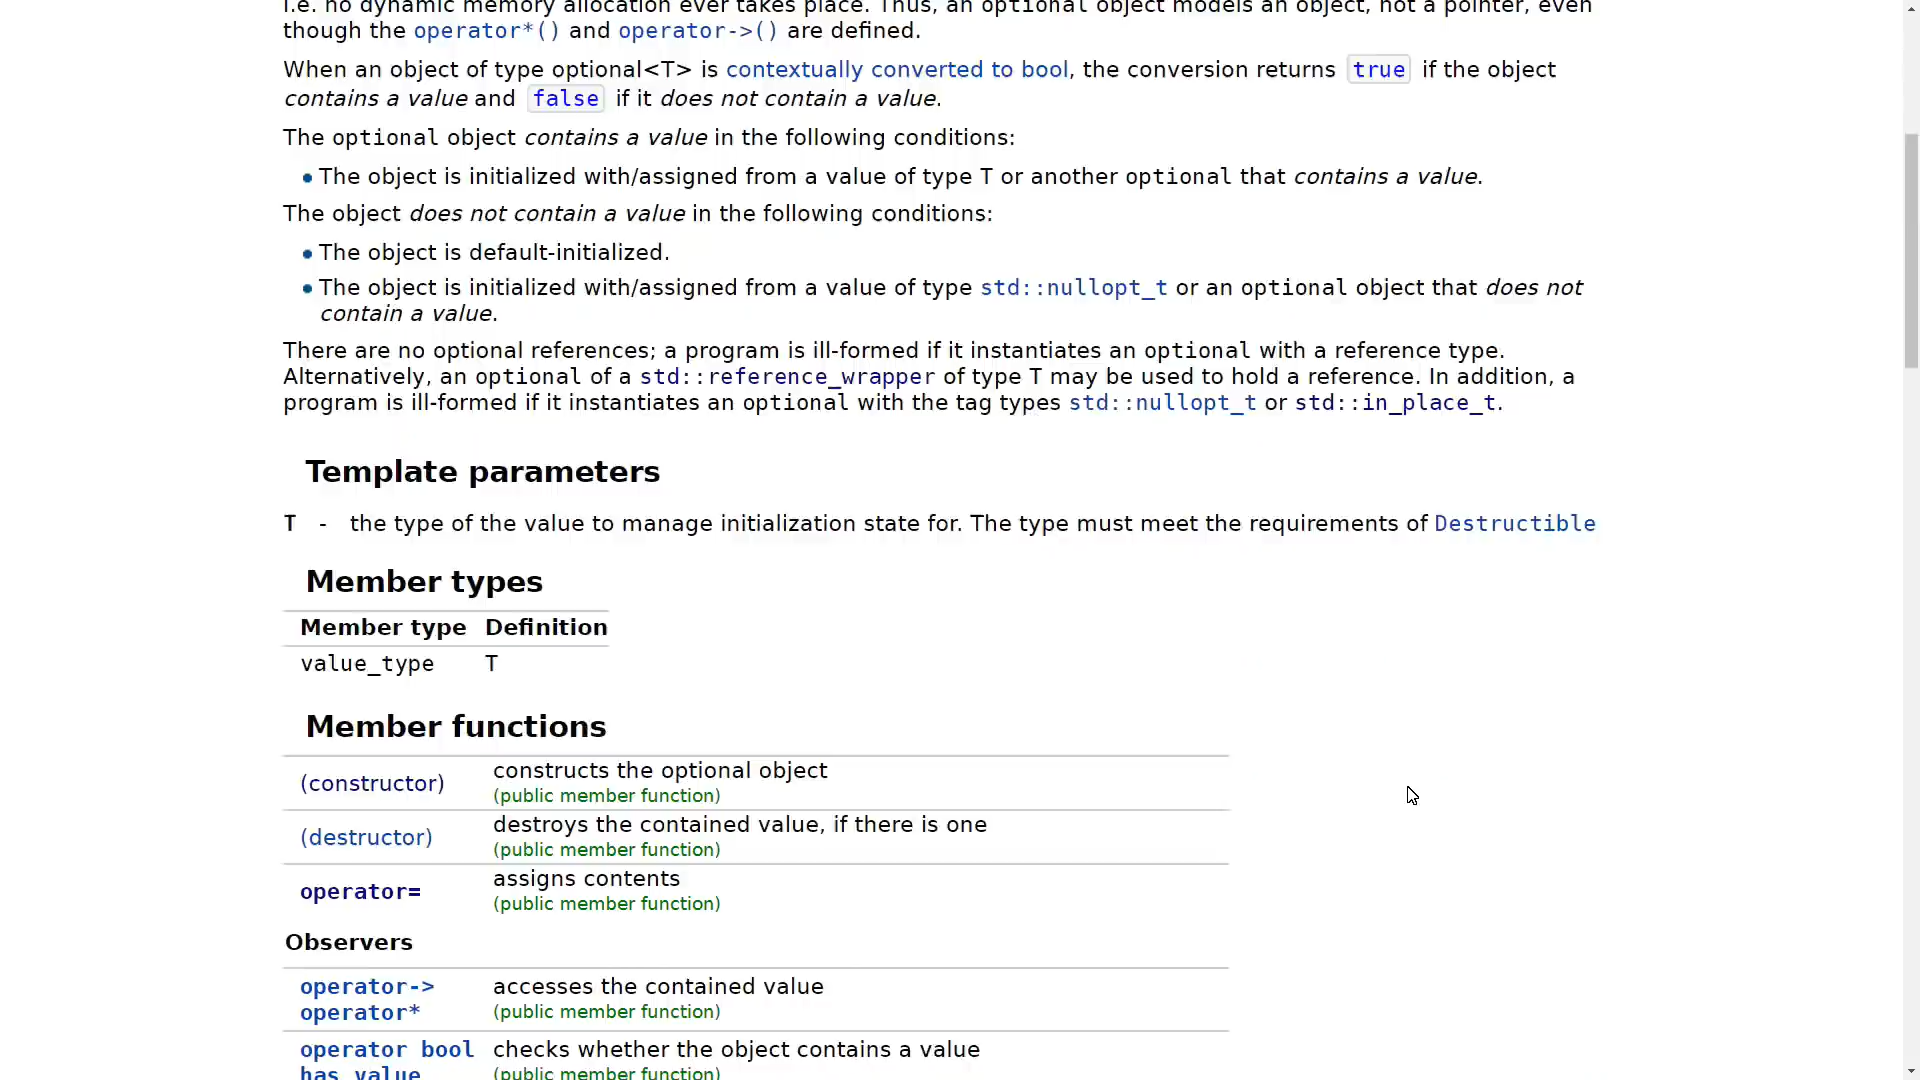 i.e. no dynamic memory allocation ever takes place. Thus, an optional object models an object, not a pointer, even
though the operator*() and operator->() are defined.
When an object of type optional<T> is contextually converted to bool, the conversion returns true if the object
contains a value and false if it does not contain a value.
The optional object contains a value in the following conditions:
The object is initialized with/assigned from a value of type T or another optional that contains a value.
The object does not contain a value in the following conditions:
The object is default-initialized.
The object is initialized with/assigned from a value of type std::nullopt_t or an optional object that does not
contain a value.
There are no optional references; a program is ill-formed if it instantiates an optional with a reference type.
Alternatively, an optional of a std::reference_wrapper of type T may be used to hold a reference. In addition, a
program is ill-formed if it instantiates an optional with the tag types std::nullopt_t or std::in_place_t.
Template parameters
T - the type of the value to manage initialization state for. The type must meet the requirements of Destructible
Member types
Member type Definition
value_type T
Member functions
(constructor) constructs the optional object
(public member function)
(destructor) destroys the contained value, if there is one
(public member function)
operator= assigns contents
(public member function)
Observers
operator-> accesses the contained value
operator* (public member function)
operator bool checks whether the object contains a value
has_value (public member function)